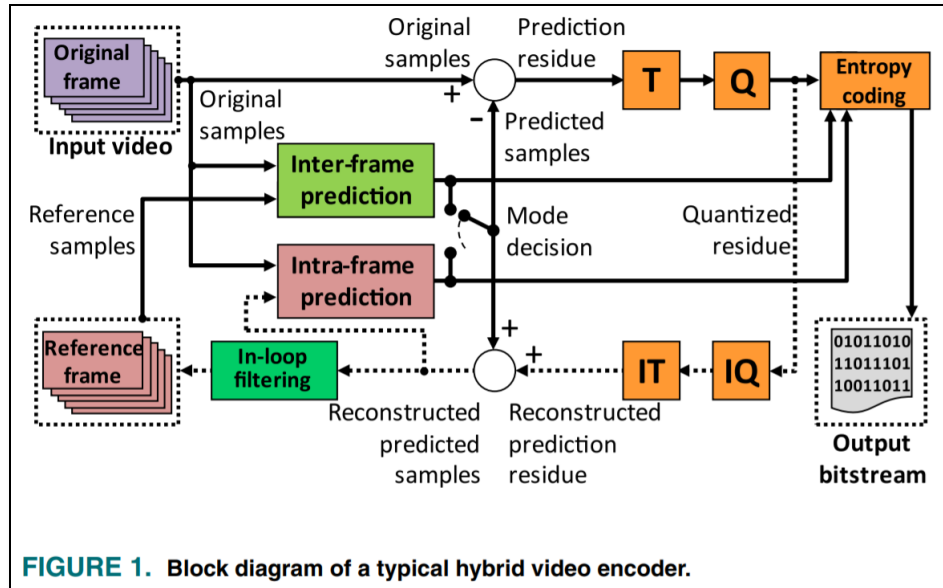 Original
frame
Input video
Original
samples
Prediction
residue
+
-
T
Q
Entropy
coding
Original
samples
Predicted
samples
Inter-frame
prediction
Reference
samples
Mode
decision
Quantized
residue
Intra-frame
prediction
+
+
Reference
frame
In-loop
filtering
IT
IQ
01011010
11011101
10011011
Reconstructed
predicted
samples
Reconstructed
prediction
residue
Output
bitstream
FIGURE 1. Block diagram of a typical hybrid video encoder.